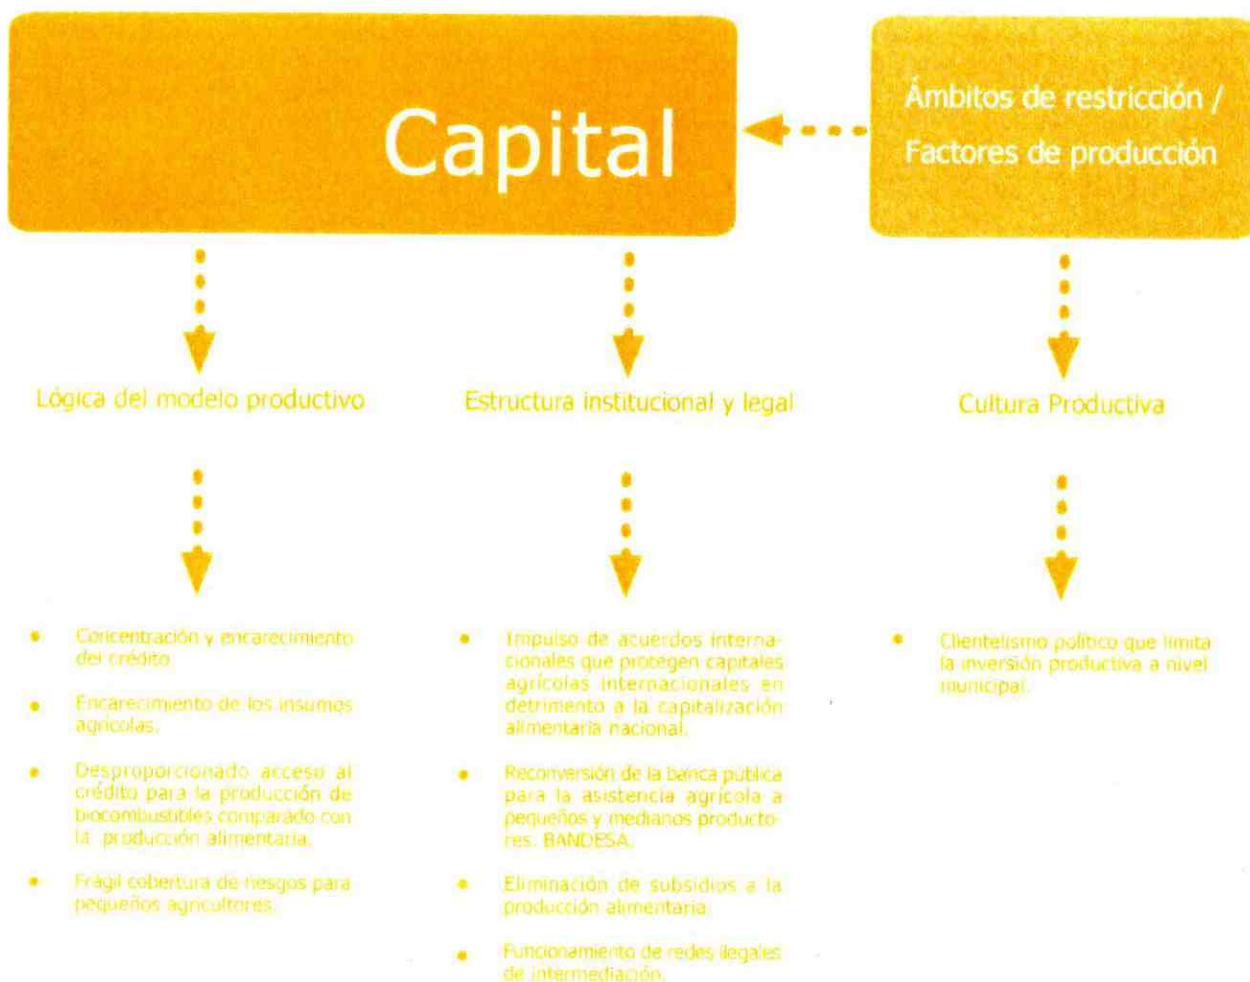 Capital
Ámbitos de restricción /
Factores de producción
Lógica del modelo productivo
Estructura institucional y legal
Cultura Productiva
• Concentración y encarecimiento
del crédito
• Encarecimiento de los insumos
agrícolas.
• Desproporcionado acceso al
crédito para la producción de
biocombustibles comparado con
la producción alimentaria.
• Frágil cobertura de riesgos para
pequeños agricultores.
• Impulso de acuerdos interna-
cionales que protegen capitales
agrícolas internacionales en
detrimento a la capitalización
alimentaria nacional.
• Reconversión de la banca pública
para la asistencia agrícola a
pequeños y medianos producto-
res. BANDESA.
• Eliminación de subsidios a la
producción alimentaria.
• Funcionamiento de redes ilegales
de intermediación.
• Clientelismo político que limita
la inversión productiva a nivel
municipal.